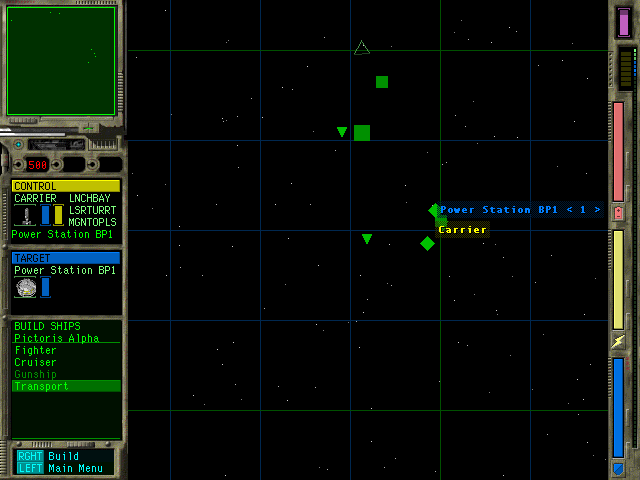 500
CONTROL
CARRIER LNCHBAY
LSRTURRT
MGNTOPLS
Power Station BP1
TARGET
Power Station BP1
BUILD SHIPS
Pictoris Alpha
Fighter
Cruiser
Gunship
Transport
RGHT Build
LEFT Main Menu
Power Station BP1 < 1 >
Carrier